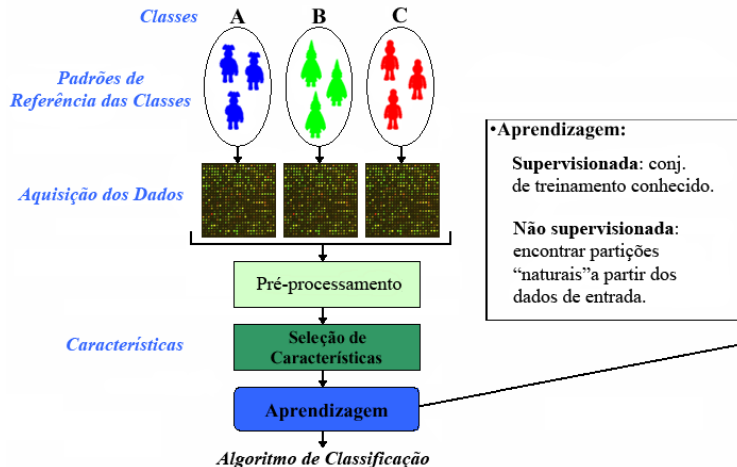 Classes
A
B
C
Padrões de
Referência das Classes
Aquisição dos Dados
Pré-processamento
Características
Seleção de
Características
Aprendizagem
Algoritmo de Classificação
•Aprendizagem:
Supervisionada: conj.
de treinamento conhecido.
Não supervisionada:
encontrar partições
“naturais”a partir dos
dados de entrada.